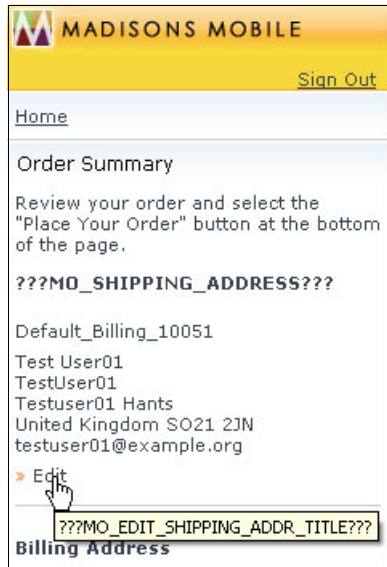 MADISONS MOBILE
Sign Out
Home
Order Summary
Review your order and select the
"Place Your Order" button at the bottom
of the page.
???MO_SHIPPING_ADDRESS???
Default_Billing_10051
Test User01
TestUser01
Testuser01 Hants
United Kingdom SO21 2JN
testuser01@example.org
» Edit
???MO_EDIT_SHIPPING_ADDR_TITLE???
Billing Address